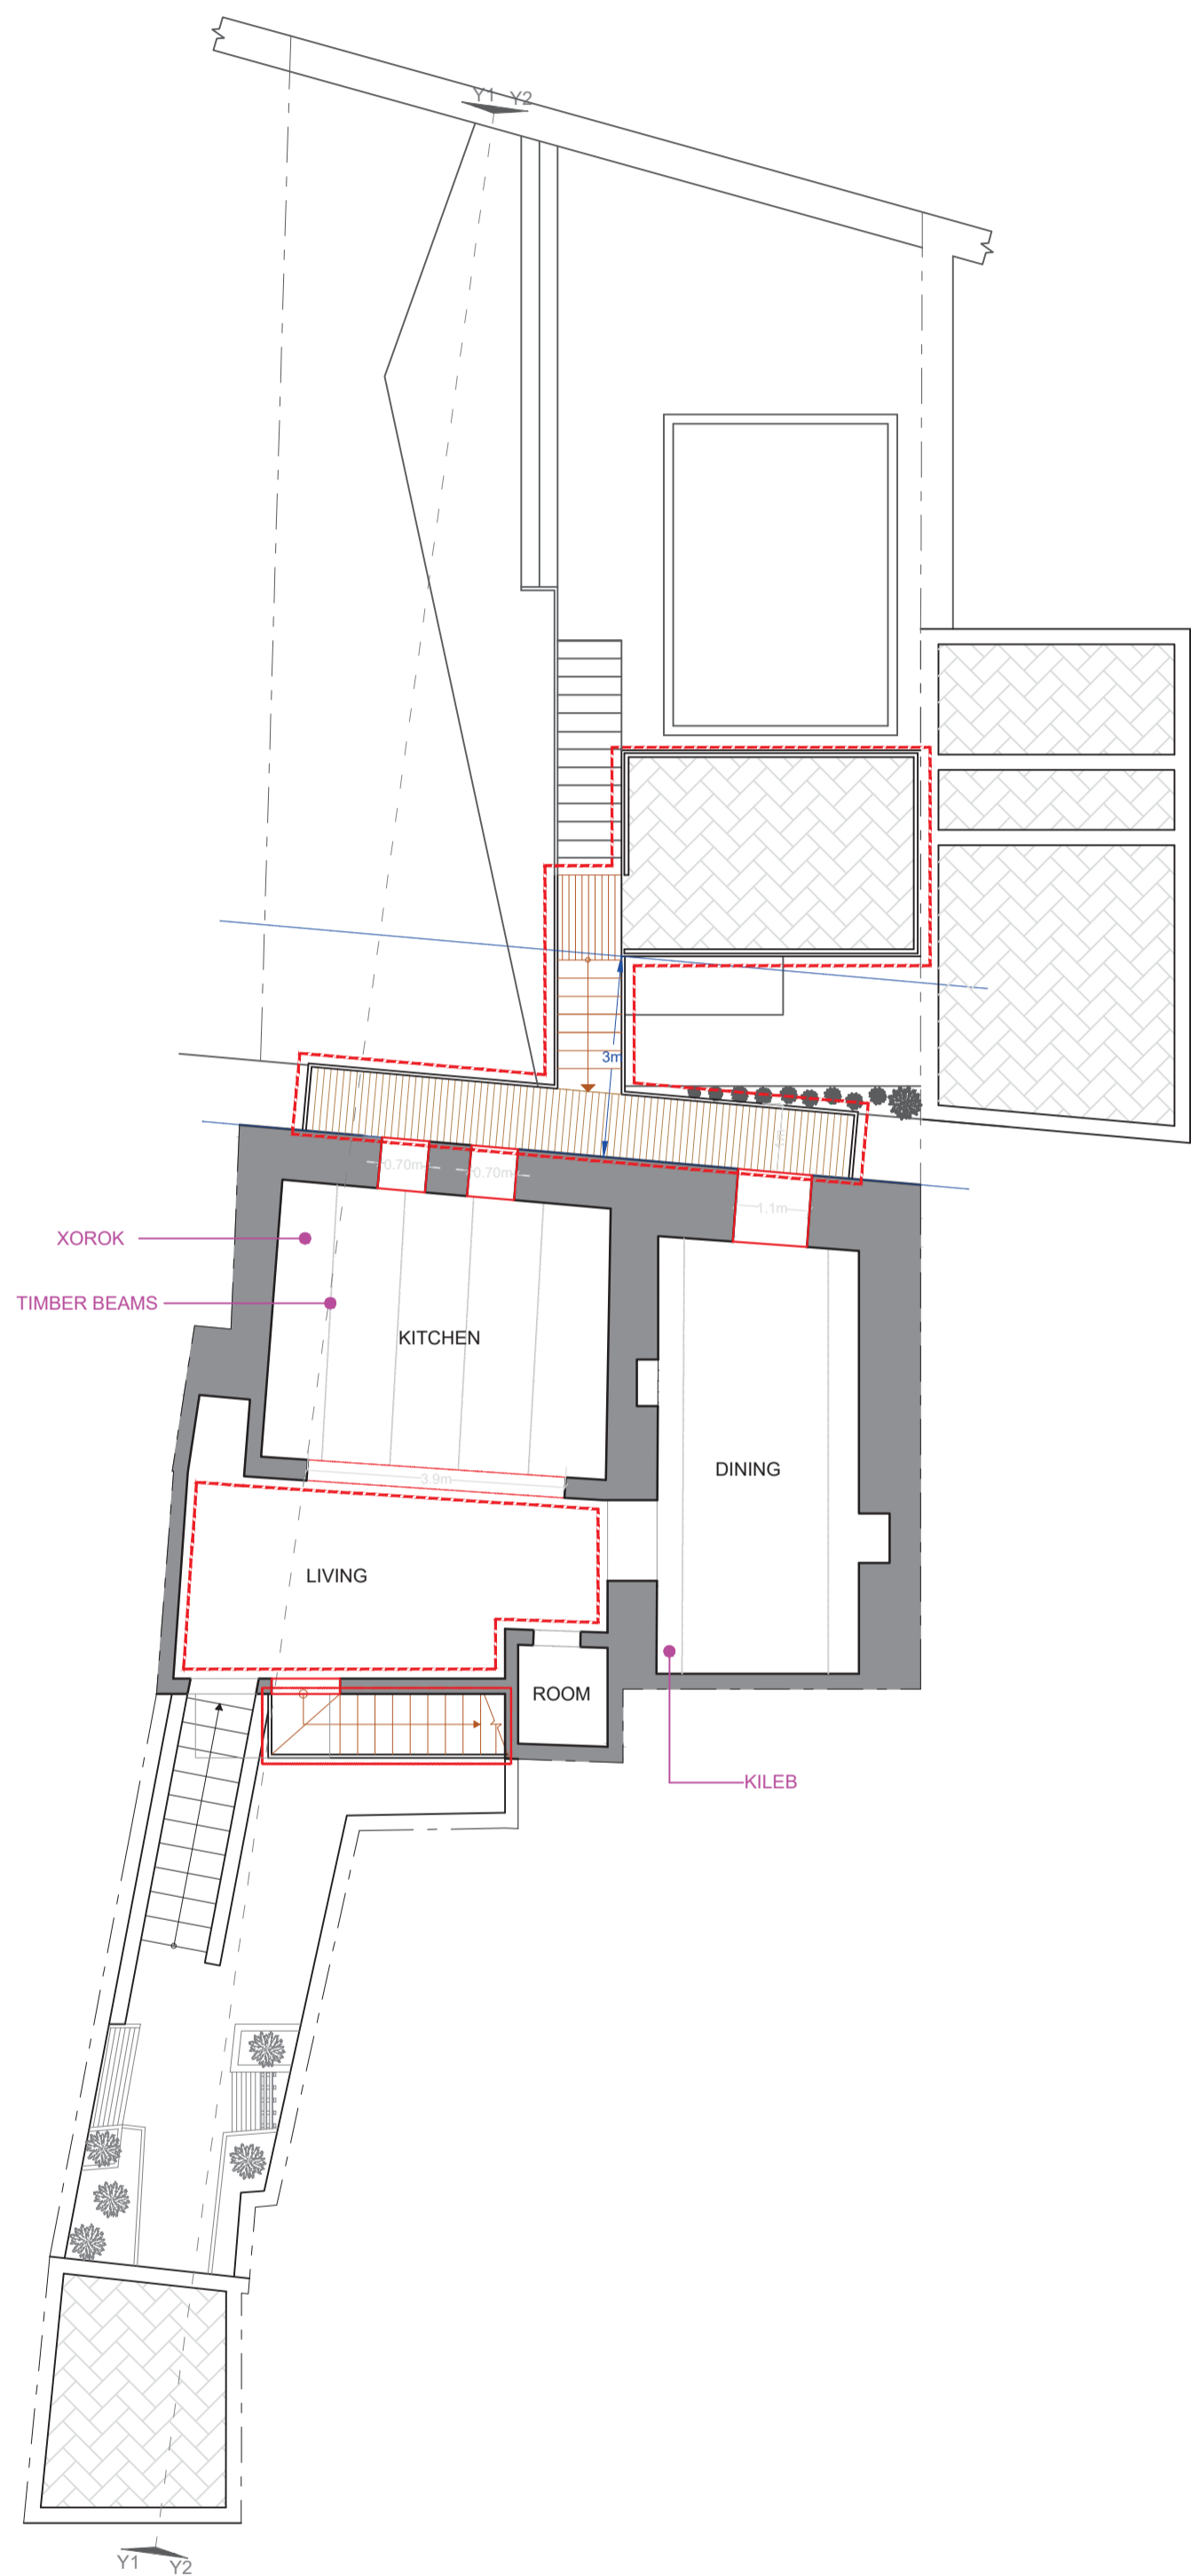 Y1 Y2
3m
1m
0.70m
0.70m
1.1m
XOROK
TIMBER BEAMS
KITCHEN
3.9m
DINING
LIVING
ROOM
KILEB
Y1 Y2